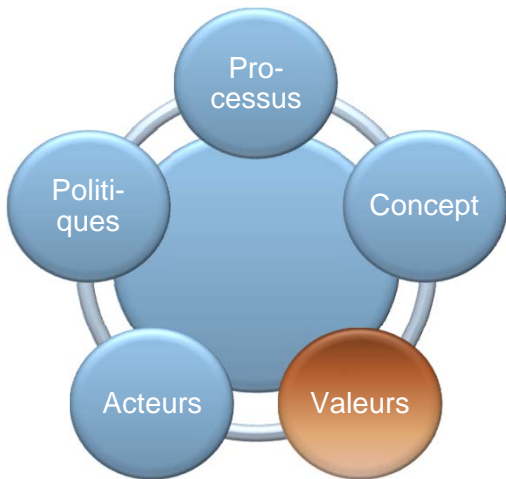 Pro-
cessus
Politi-
ques
Concept
Acteurs
Valeurs